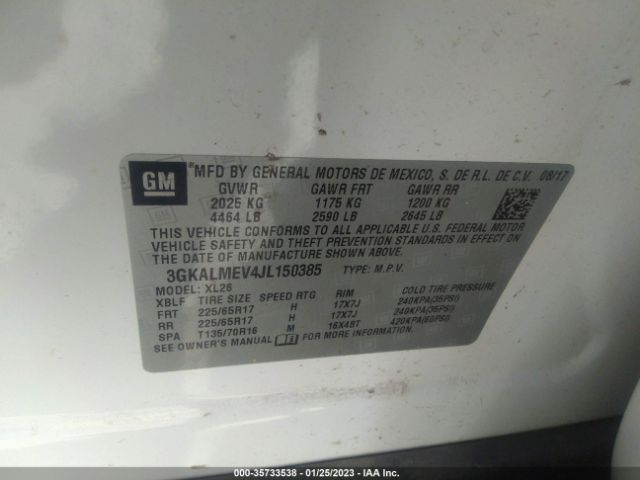 GM
MFD BY GENERAL MOTORS DE MEXICO, S. DE R.L. DE C.V. 08/17
GVWR GAWR FRT GAWR RR
2025 KG 1175 KG 1200 KG
4464 LB 2590 LB 2645 LB
THIS VEHICLE CONFORMS TO ALL APPLICABLE U.S. FEDERAL MOTOR
VEHICLE SAFETY AND THEFT PREVENTION STANDARDS IN EFFECT
ON THE DATE OF MANUFACTURE SHOWN ABOVE.
3GKALMEV4JL150385 TYPE: M.P.V.
MODEL: XL26
XBLF TIRE SIZE SPEED RTG RIM COLD TIRE PRESSURE
FRT 225/65R17 H 17X7J 240KPA(35PSI)
RR 225/65R17 H 17X7J 240KPA(35PSI)
SPA T135/70R16 M 16X4BT 420KPA(60PSI)
SEE OWNER'S MANUAL FOR MORE INFORMATION.
000-35733538 - 01/25/2023 - IAA Inc.